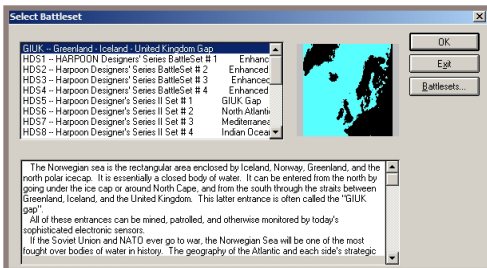 Select Battleset
GIUK -- Greenland - Iceland - United Kingdom Gap
HDS1 -- HARPOON Designers' Series BattleSet # 1 Enhanc
HDS2 -- Harpoon Designers' Series BattleSet # 2 Enhanced
HDS3 -- Harpoon Designers' Series BattleSet # 3 Enhanced
HDS4 -- Harpoon Designers' Series BattleSet # 4 Enhanced
HDS5 -- Harpoon Designer's Series II Set # 1 GIUK Gap
HDS6 -- Harpoon Designer's Series II Set # 2 North Atlantic
HDS7 -- Harpoon Designer's Series II Set # 3 Mediterranea
HDS8 -- Harpoon Designer's Series II Set # 4 Indian Ocear
OK
Exit
Battlesets...
The Norwegian sea is the rectangular area enclosed by Iceland, Norway, Greenland, and the
north polar icecap. It is essentially a closed body of water. It can be entered from the north by
going under the ice cap or around North Cape, and from the south through the straits between
Greenland, Iceland, and the United Kingdom. This latter entrance is often called the "GIUK
gap".
All of these entrances can be mined, patrolled, and otherwise monitored by today's
sophisticated electronic sensors.
If the Soviet Union and NATO ever go to war, the Norwegian Sea will be one of the most
fought over bodies of water in history. The geography of the Atlantic and each side's strategic